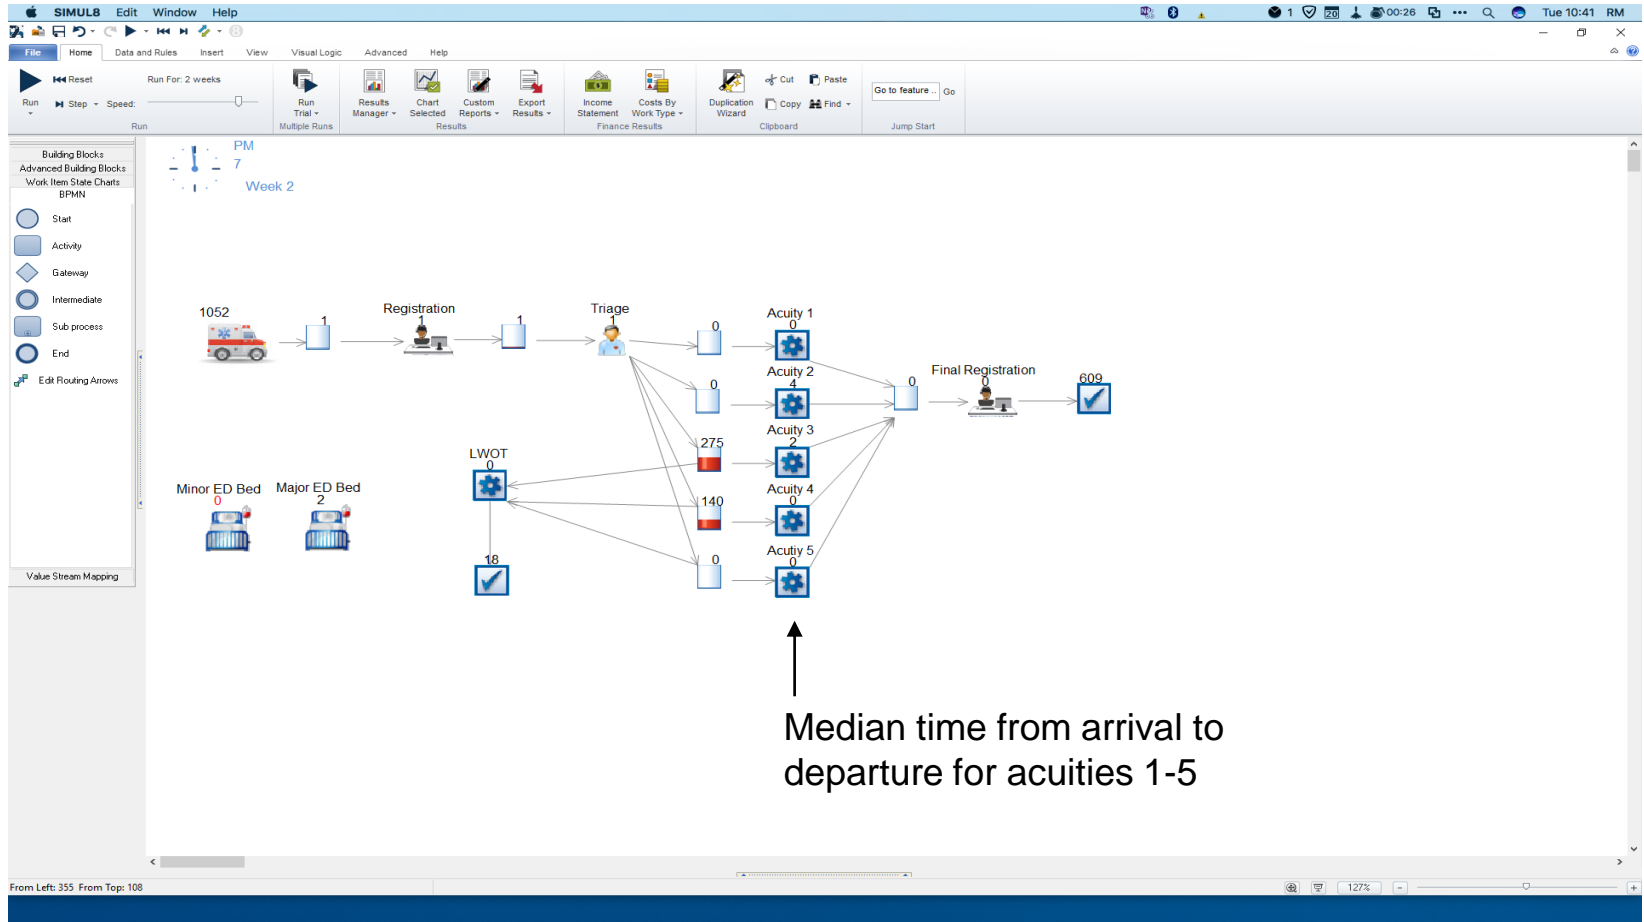 SIMUL8 Edit Window Help
1 20 00:26 Tue 10:41 RM
File Home Data and Rules Insert View Visual Logic Advanced Help
Reset Run For: 2 weeks
Run Step Speed:
Run
Run Trial
Multiple Runs
Results Manager
Chart Selected
Custom Reports
Export Results
Results
Income Statement
Costs By Work Type
Finance Results
Duplication Wizard
Cut Paste
Copy Find
Clipboard
Go to feature .. Go
Jump Start
Building Blocks
Advanced Building Blocks
Work Item State Charts
BPMN
Start
Activity
Gateway
Intermediate
Sub process
End
Edit Routing Arrows
Value Stream Mapping
PM
7
Week 2
1052
1
Registration
1
1
Triage
1
0
Acuity 1
0
0
Acuity 2
4
275
Acuity 3
2
140
Acuity 4
0
0
Acutiy 5
0
0
Final Registration
0
609
LWOT
0
18
Minor ED Bed
0
Major ED Bed
2
Median time from arrival to
departure for acuities 1-5
From Left: 355 From Top: 108
127%